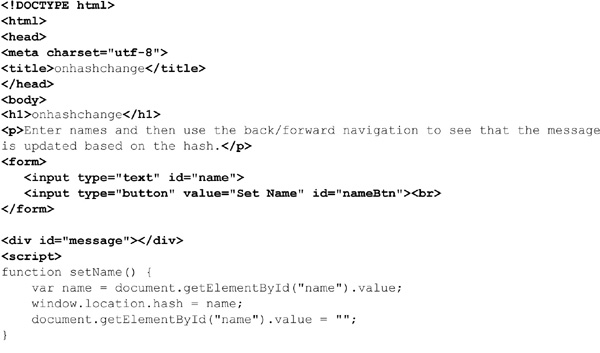 <!DOCTYPE html>
<html>
<head>
<meta charset="utf-8">
<title>onhashchange</title>
</head>
<body>
<h1>onhashchange</h1>
<p>Enter names and then use the back/forward navigation to see that the message
is updated based on the hash.</p>
<form>
   <input type="text" id="name">
   <input type="button" value="Set Name" id="nameBtn"><br>
</form>

<div id="message"></div>
<script>
function setName() {
    var name = document.getElementById("name").value;
    window.location.hash = name;
    document.getElementById("name").value = "";
}